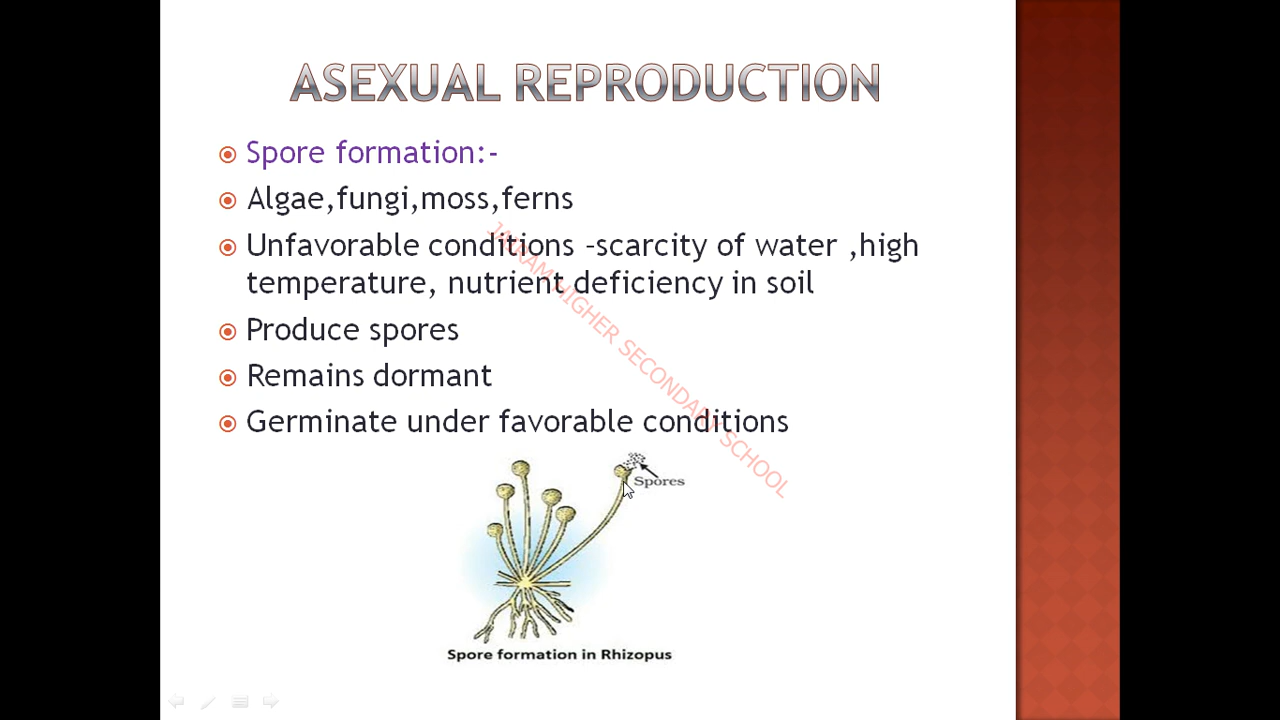 ASEXUAL REPRODUCTION
Spore formation:-
Algae,fungi,moss,ferns
Unfavorable conditions -scarcity of water ,high
temperature, nutrient deficiency in soil
Produce spores
Remains dormant
Germinate under favorable conditions
JAIRAM HIGHER SECONDARY SCHOOL
Spores
Spore formation in Rhizopus